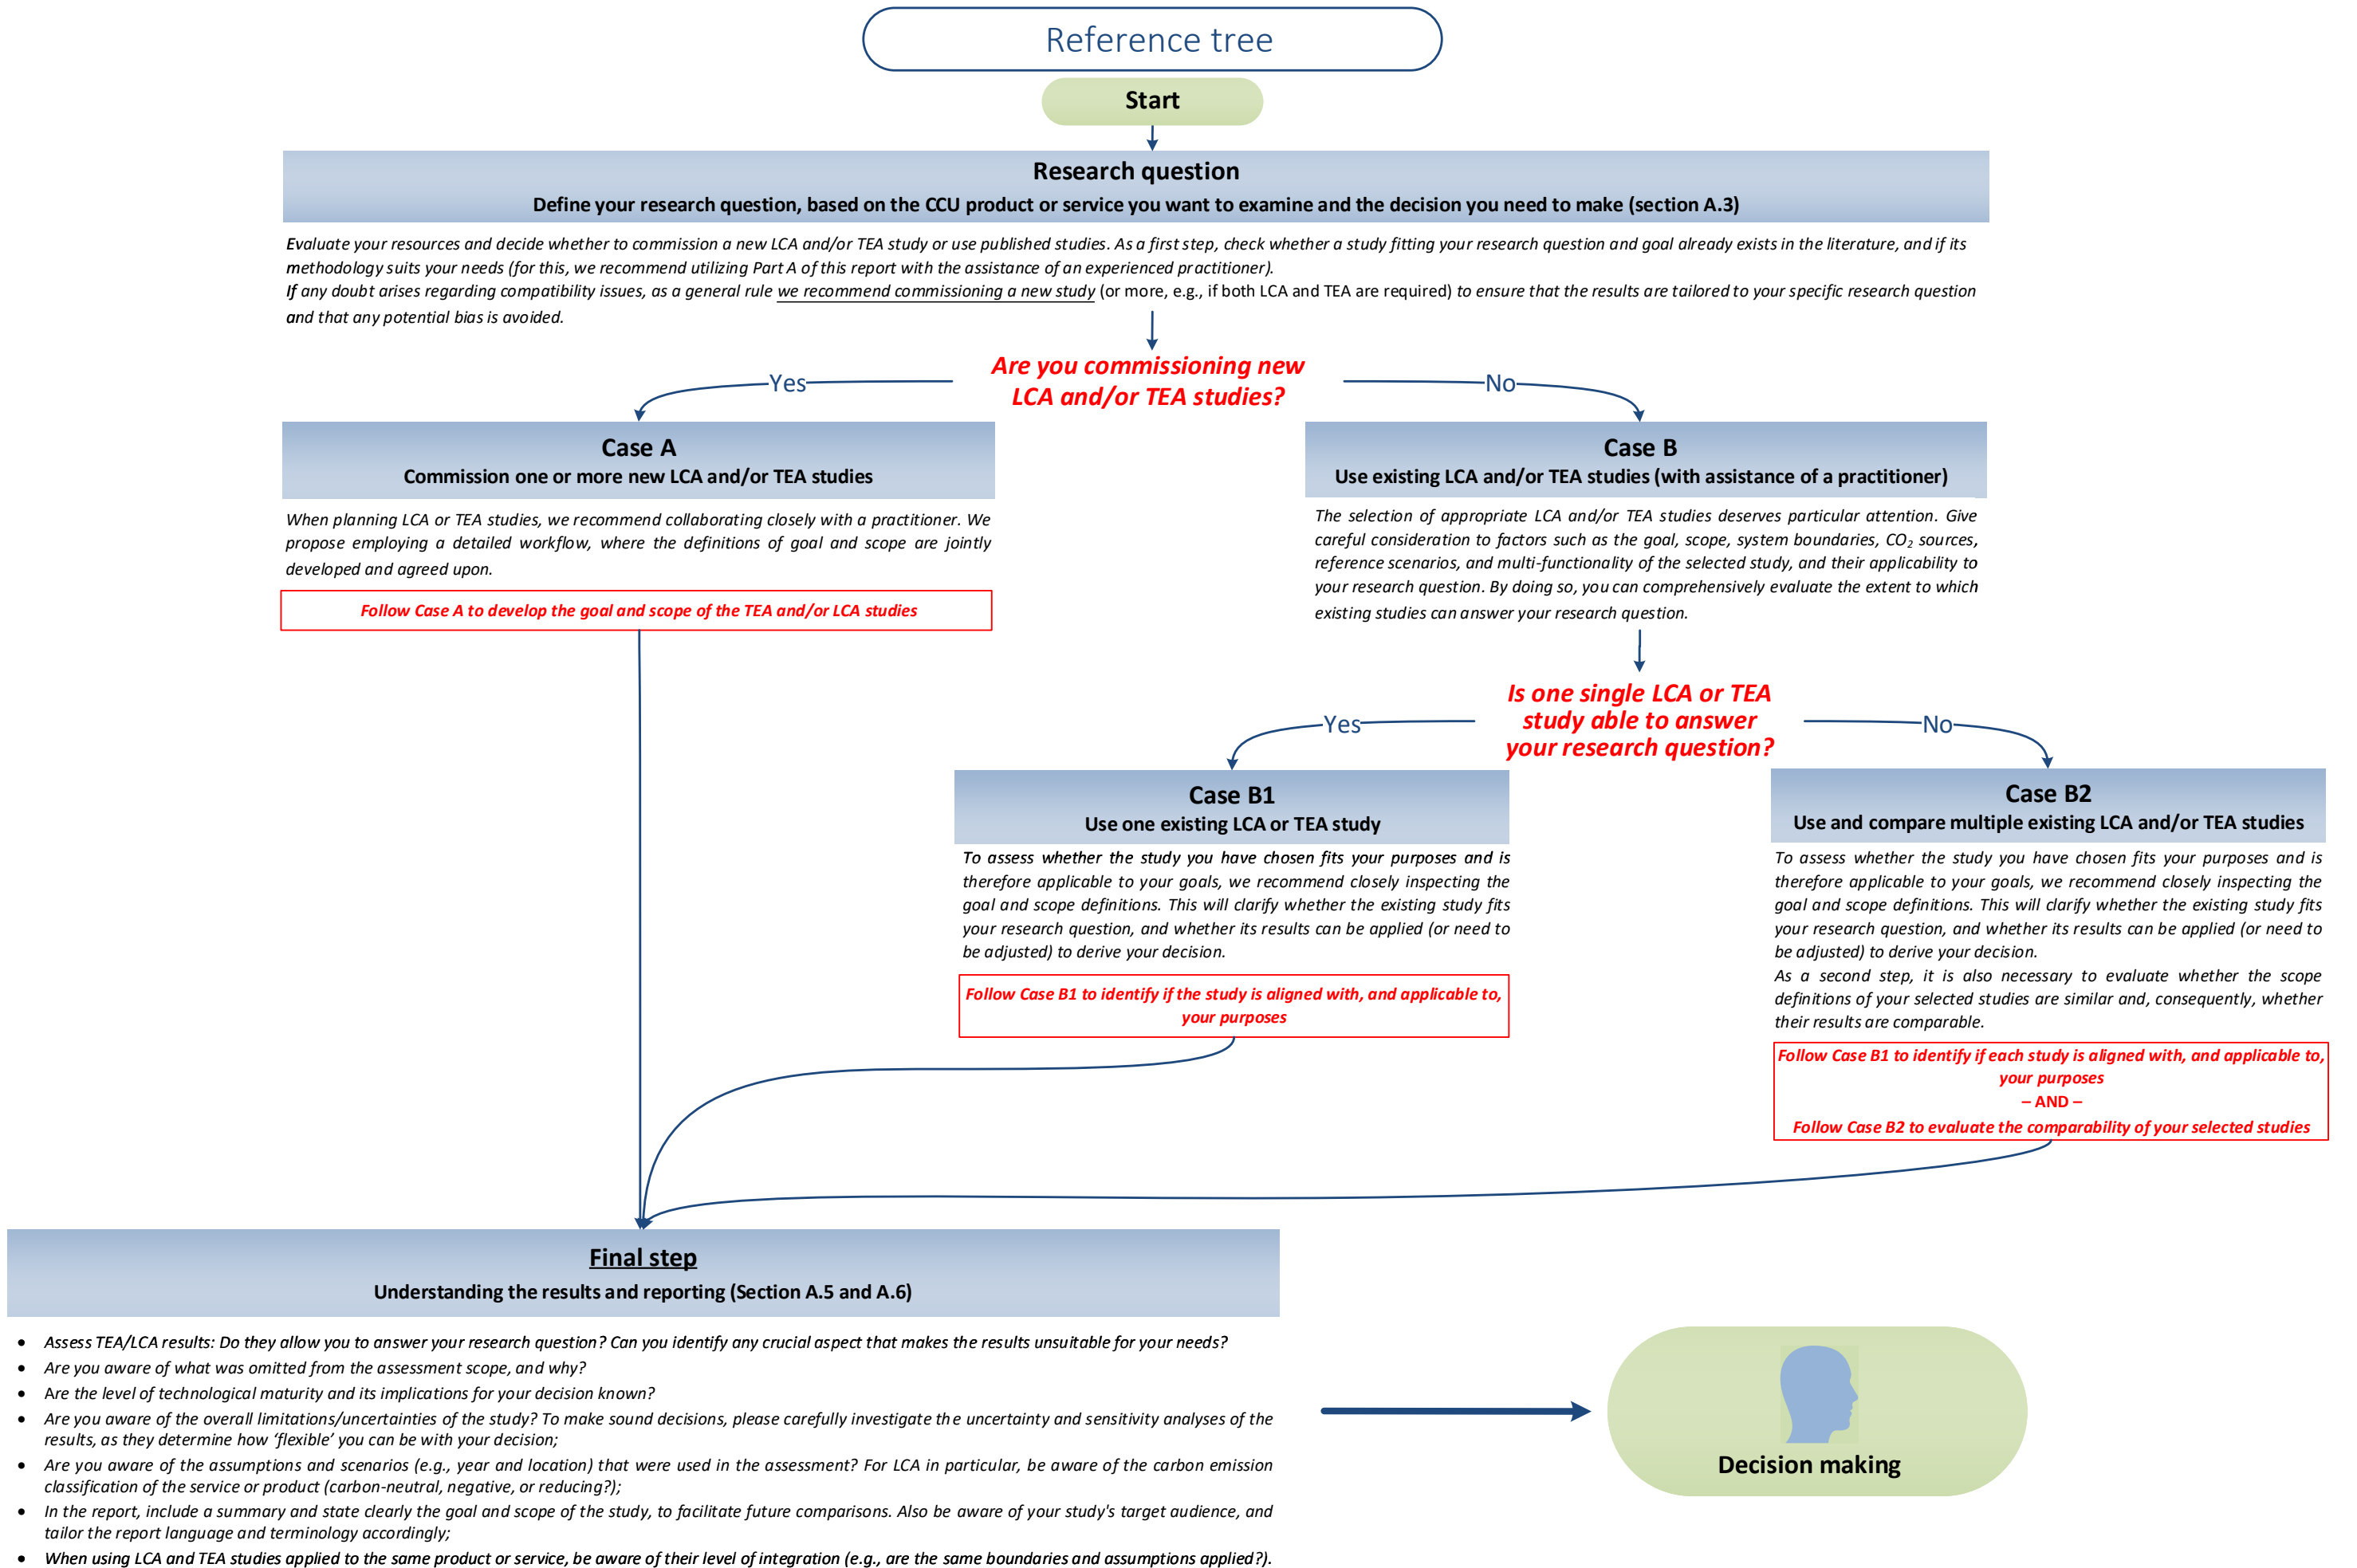 Reference tree
Start
Research question
Define your research question, based on the CCU product or service you want to examine and the decision you need to make (section A.3)
Evaluate your resources and decide whether to commission a new LCA and/or TEA study or use published studies. As a first step, check whether a study fitting your research question and goal already exists in the literature, and if its
methodology suits your needs (for this, we recommend utilizing Part A of this report with the assistance of an experienced practitioner).
If any doubt arises regarding compatibility issues, as a general rule we recommend commissioning a new study (or more, e.g., if both LCA and TEA are required) to ensure that the results are tailored to your specific research question
and that any potential bias is avoided.
Are you commissioning new
LCA and/or TEA studies?
Yes
No
Case A
Commission one or more new LCA and/or TEA studies
When planning LCA or TEA studies, we recommend collaborating closely with a practitioner. We
propose employing a detailed workflow, where the definitions of goal and scope are jointly
developed and agreed upon.
Follow Case A to develop the goal and scope of the TEA and/or LCA studies
Case B
Use existing LCA and/or TEA studies (with assistance of a practitioner)
The selection of appropriate LCA and/or TEA studies deserves particular attention. Give
careful consideration to factors such as the goal, scope, system boundaries, CO₂ sources,
reference scenarios, and multi-functionality of the selected study, and their applicability to
your research question. By doing so, you can comprehensively evaluate the extent to which
existing studies can answer your research question.
Is one single LCA or TEA
study able to answer
your research question?
Yes
No
Case B1
Use one existing LCA or TEA study
To assess whether the study you have chosen fits your purposes and is
therefore applicable to your goals, we recommend closely inspecting the
goal and scope definitions. This will clarify whether the existing study fits
your research question, and whether its results can be applied (or need to
be adjusted) to derive your decision.
Follow Case B1 to identify if the study is aligned with, and applicable to,
your purposes
Case B2
Use and compare multiple existing LCA and/or TEA studies
To assess whether the study you have chosen fits your purposes and is
therefore applicable to your goals, we recommend closely inspecting the
goal and scope definitions. This will clarify whether the existing study fits
your research question, and whether its results can be applied (or need to
be adjusted) to derive your decision.
As a second step, it is also necessary to evaluate whether the scope
definitions of your selected studies are similar and, consequently, whether
their results are comparable.
Follow Case B1 to identify if each study is aligned with, and applicable to,
your purposes
– AND –
Follow Case B2 to evaluate the comparability of your selected studies
Final step
Understanding the results and reporting (Section A.5 and A.6)
• Assess TEA/LCA results: Do they allow you to answer your research question? Can you identify any crucial aspect that makes the results unsuitable for your needs?
• Are you aware of what was omitted from the assessment scope, and why?
• Are the level of technological maturity and its implications for your decision known?
• Are you aware of the overall limitations/uncertainties of the study? To make sound decisions, please carefully investigate the uncertainty and sensitivity analyses of the
results, as they determine how ‘flexible’ you can be with your decision;
• Are you aware of the assumptions and scenarios (e.g., year and location) that were used in the assessment? For LCA in particular, be aware of the carbon emission
classification of the service or product (carbon-neutral, negative, or reducing?);
• In the report, include a summary and state clearly the goal and scope of the study, to facilitate future comparisons. Also be aware of your study's target audience, and
tailor the report language and terminology accordingly;
• When using LCA and TEA studies applied to the same product or service, be aware of their level of integration (e.g., are the same boundaries and assumptions applied?).
Decision making